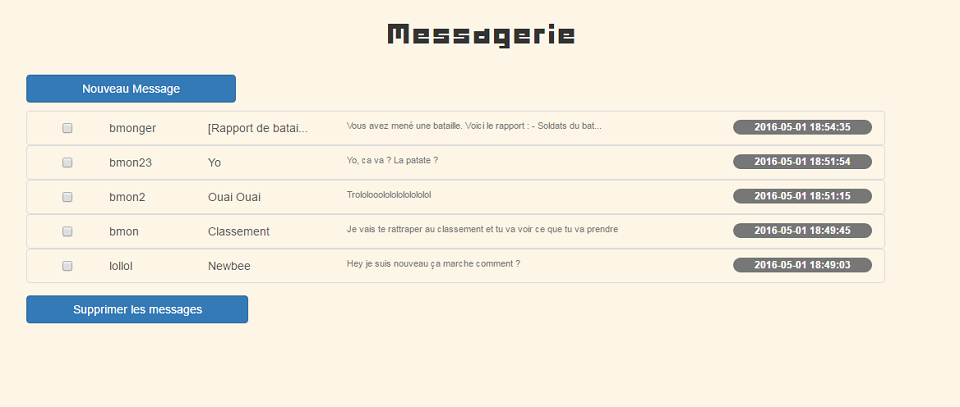 Messagerie
Nouveau Message
bmonger [Rapport de batai... Vous avez mené une bataille. Voici le rapport : - Soldats du bat... 2016-05-01 18:54:35
bmon23 Yo Yo, ca va ? La patate ? 2016-05-01 18:51:54
bmon2 Ouai Ouai Trololooolololololololol 2016-05-01 18:51:15
bmon Classement Je vais te rattraper au classement et tu va voir ce que tu va prendre 2016-05-01 18:49:45
lollol Newbee Hey je suis nouveau ça marche comment ? 2016-05-01 18:49:03
Supprimer les messages